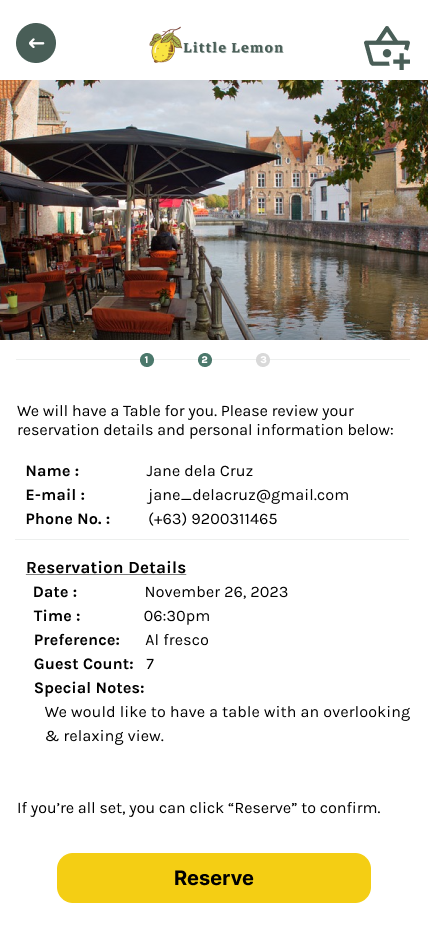 Little Lemon
1 2 3
We will have a Table for you. Please review your
reservation details and personal information below:
Name : Jane dela Cruz
E-mail : jane_delacruz@gmail.com
Phone No. : (+63) 9200311465
Reservation Details
Date : November 26, 2023
Time : 06:30pm
Preference: Al fresco
Guest Count: 7
Special Notes:
We would like to have a table with an overlooking
& relaxing view.
If you’re all set, you can click “Reserve” to confirm.
Reserve